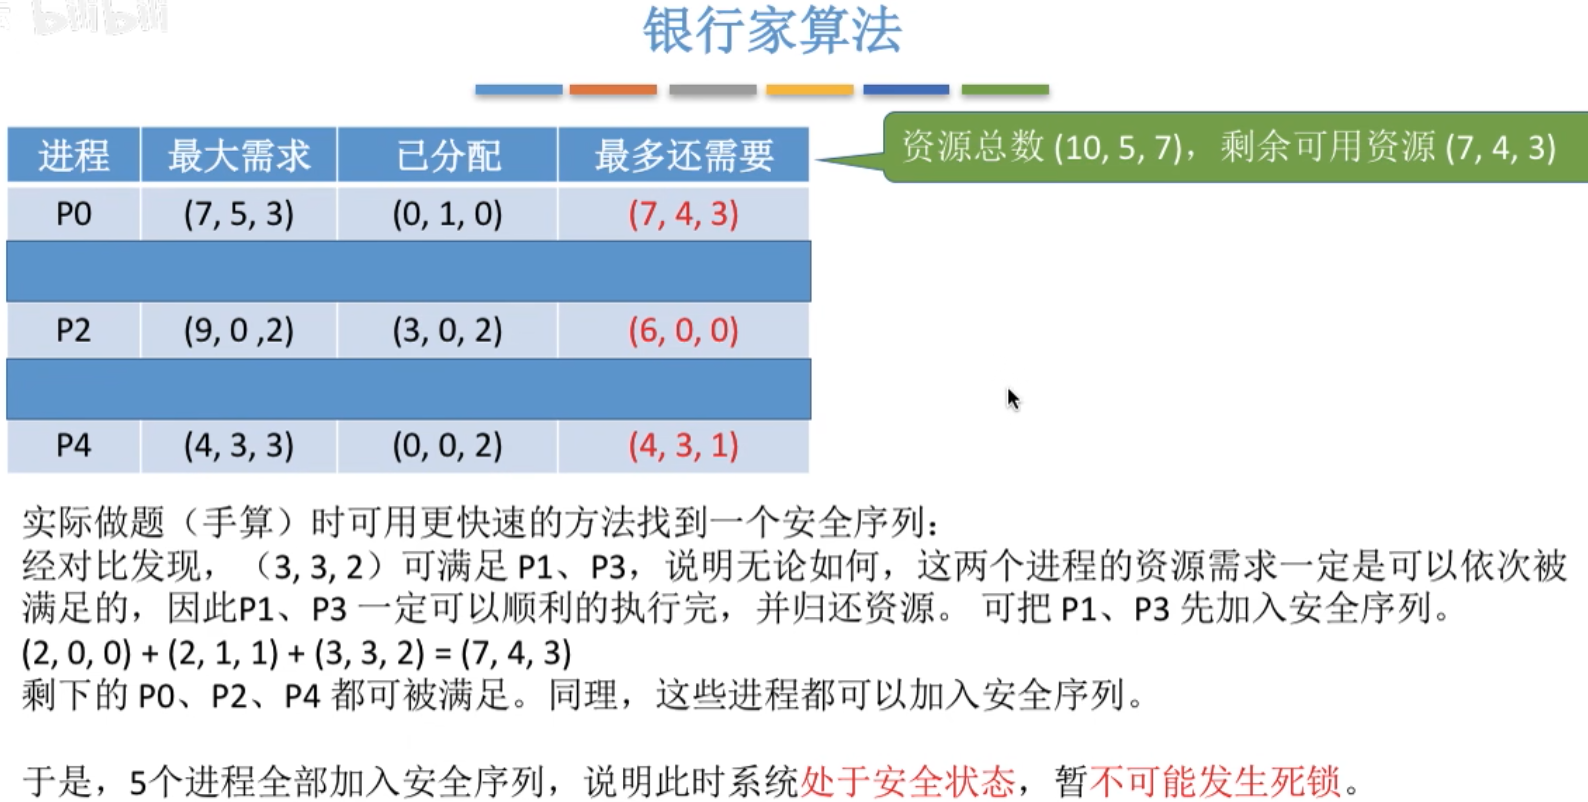 bilibili
银行家算法
资源总数 (10, 5, 7)，剩余可用资源 (7, 4, 3)
进程 最大需求 已分配 最多还需要
P0 (7, 5, 3) (0, 1, 0) (7, 4, 3)
P2 (9, 0 ,2) (3, 0, 2) (6, 0, 0)
P4 (4, 3, 3) (0, 0, 2) (4, 3, 1)
实际做题（手算）时可用更快速的方法找到一个安全序列：
经对比发现，（3, 3, 2）可满足 P1、P3，说明无论如何，这两个进程的资源需求一定是可以依次被
满足的，因此P1、P3 一定可以顺利的执行完，并归还资源。 可把 P1、P3 先加入安全序列。
(2, 0, 0) + (2, 1, 1) + (3, 3, 2) = (7, 4, 3)
剩下的 P0、P2、P4 都可被满足。同理，这些进程都可以加入安全序列。
于是，5个进程全部加入安全序列，说明此时系统处于安全状态，暂不可能发生死锁。